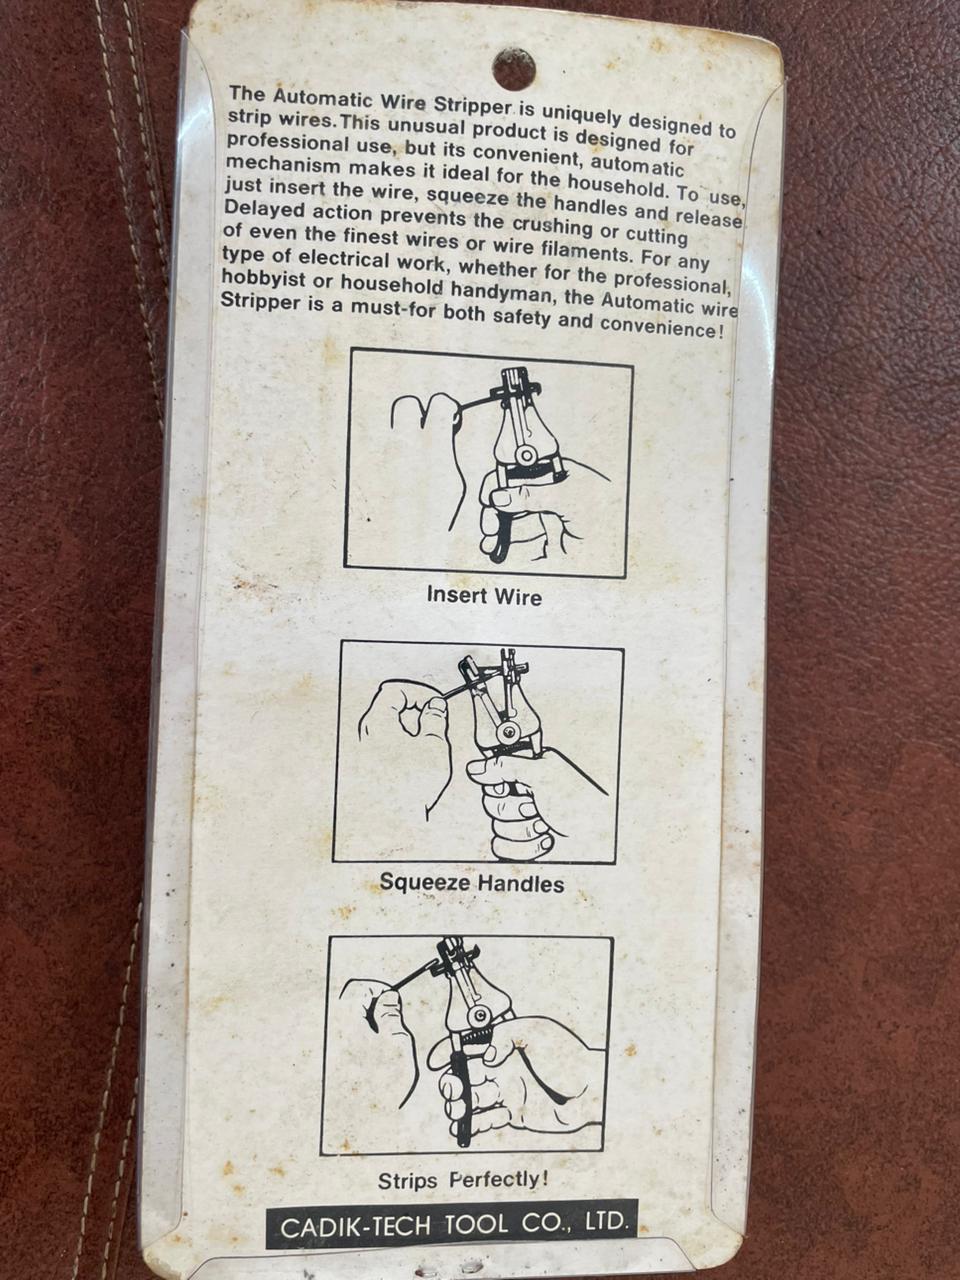 The Automatic Wire Stripper is uniquely designed to
strip wires. This unusual product is designed for
professional use, but its convenient, automatic
mechanism makes it ideal for the household. To use,
just insert the wire, squeeze the handles and release
Delayed action prevents the crushing or cutting
of even the finest wires or wire filaments. For any
type of electrical work, whether for the professional,
hobbyist or household handyman, the Automatic wire
Stripper is a must-for both safety and convenience!
Insert Wire
Squeeze Handles
Strips Perfectly!
CADIK-TECH TOOL CO., LTD.